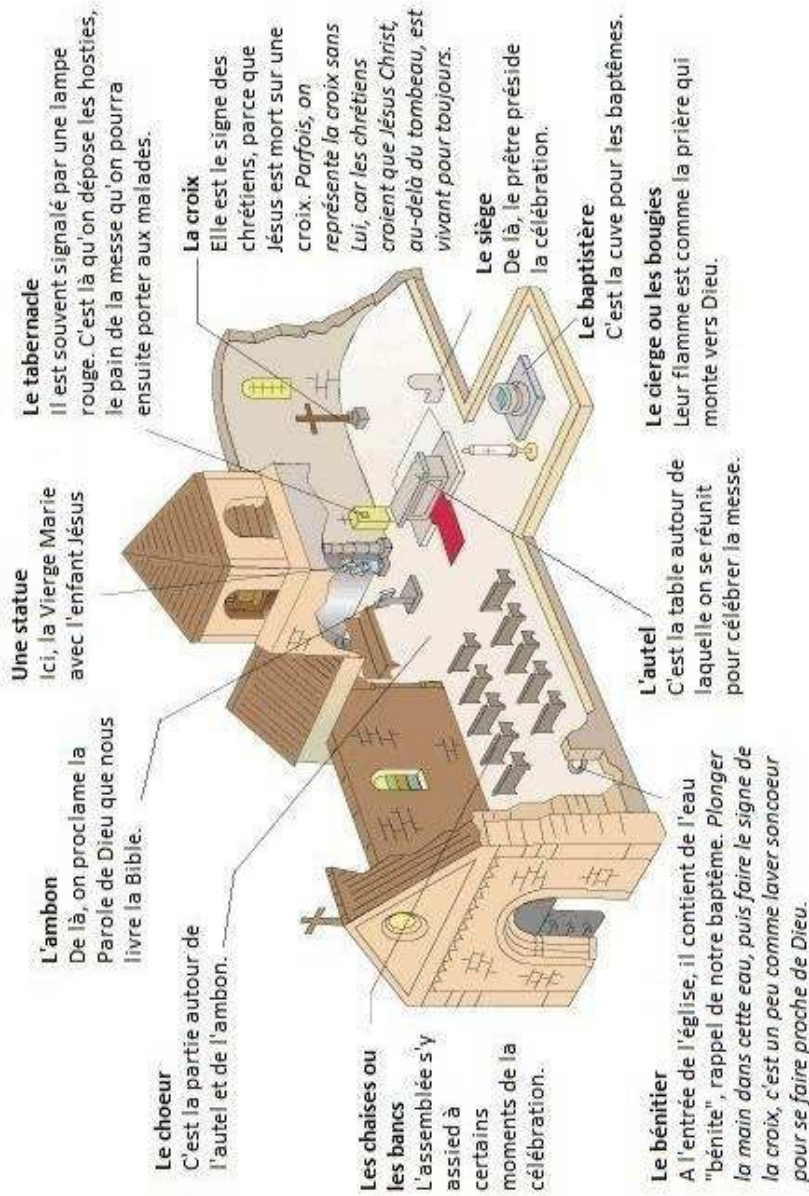 Une statue
Ici, la Vierge Marie
avec l'enfant Jésus
Le tabernacle
Il est souvent signalé par une lampe
rouge. C'est là qu'on dépose les hosties,
le pain de la messe qu'on pourra
ensuite porter aux malades.
L'ambon
De là, on proclame la
Parole de Dieu que nous
livre la Bible.
La croix
Elle est le signe des
chrétiens, parce que
Jésus est mort sur une
croix. Parfois, on
représente la croix sans
Lui, car les chrétiens
croient que Jésus Christ,
au-delà du tombeau, est
vivant pour toujours.
Le choeur
C'est la partie autour de
l'autel et de l'ambon.
Le siège
De là, le prêtre préside
la célébration.
Les chaises ou
les bancs
L'assemblée s'y
assied à
certains
moments de la
célébration.
Le baptistère
C'est la cuve pour les baptêmes.
Le cierge ou les bougies
Leur flamme est comme la prière qui
monte vers Dieu.
L'autel
C'est la table autour de
laquelle on se réunit
pour célébrer la messe.
Le bénitier
A l'entrée de l'église, il contient de l'eau
"bénite", rappel de notre baptême. Plonger
la main dans cette eau, puis faire le signe de
la croix, c'est un peu comme laver soncoeur
pour se faire proche de Dieu.